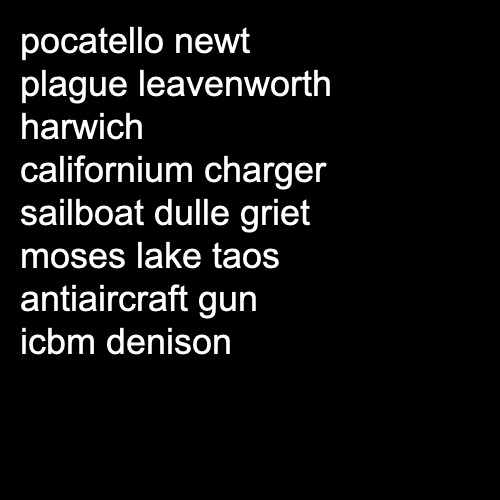 pocatello newt
plague leavenworth
harwich
californium charger
sailboat dulle griet
moses lake taos
antiaircraft gun
icbm denison